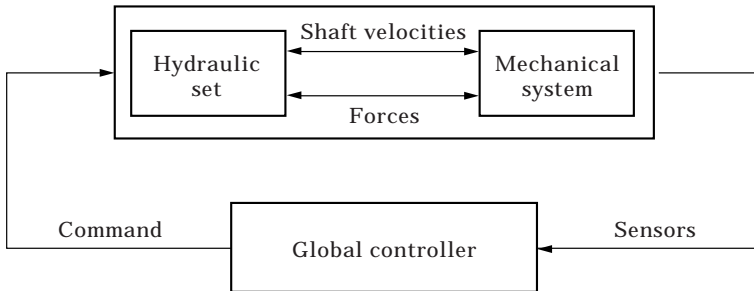 Shaft velocities
Hydraulic
set
Mechanical
system
Forces
Command
Global controller
Sensors